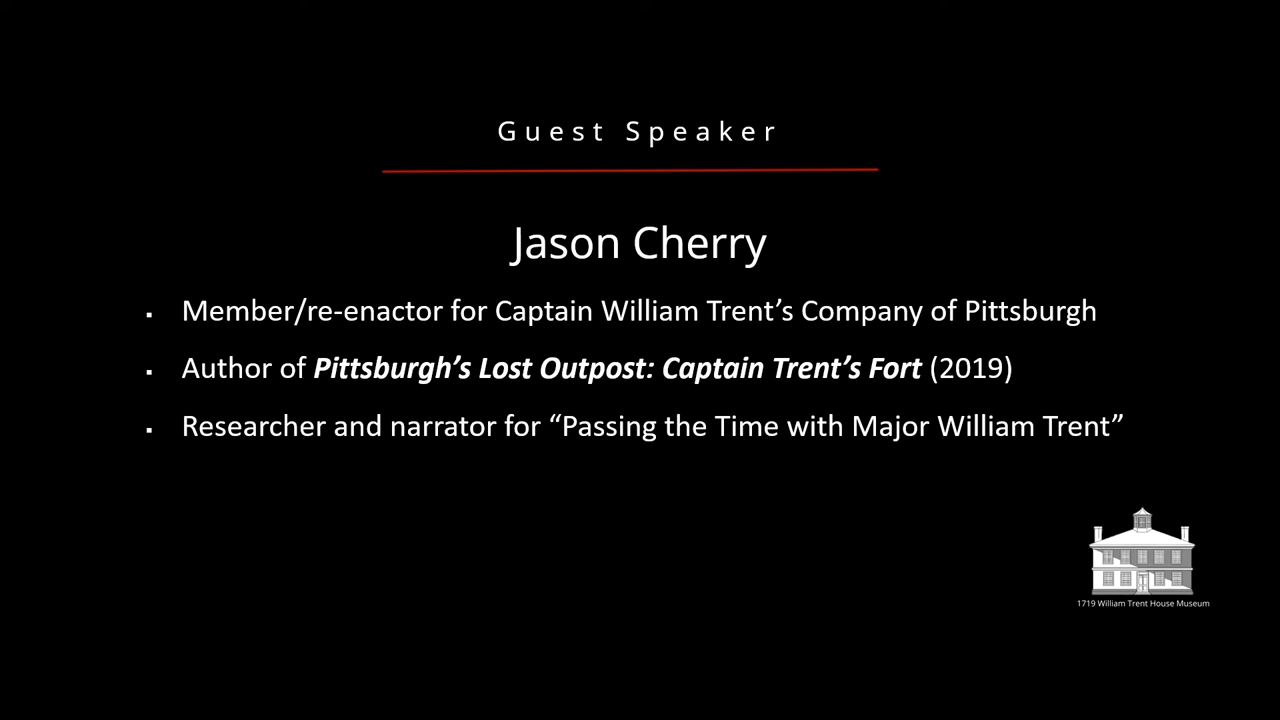 Guest Speaker
Jason Cherry
▪ Member/re-enactor for Captain William Trent’s Company of Pittsburgh
▪ Author of Pittsburgh’s Lost Outpost: Captain Trent’s Fort (2019)
▪ Researcher and narrator for “Passing the Time with Major William Trent”
1719 William Trent House Museum